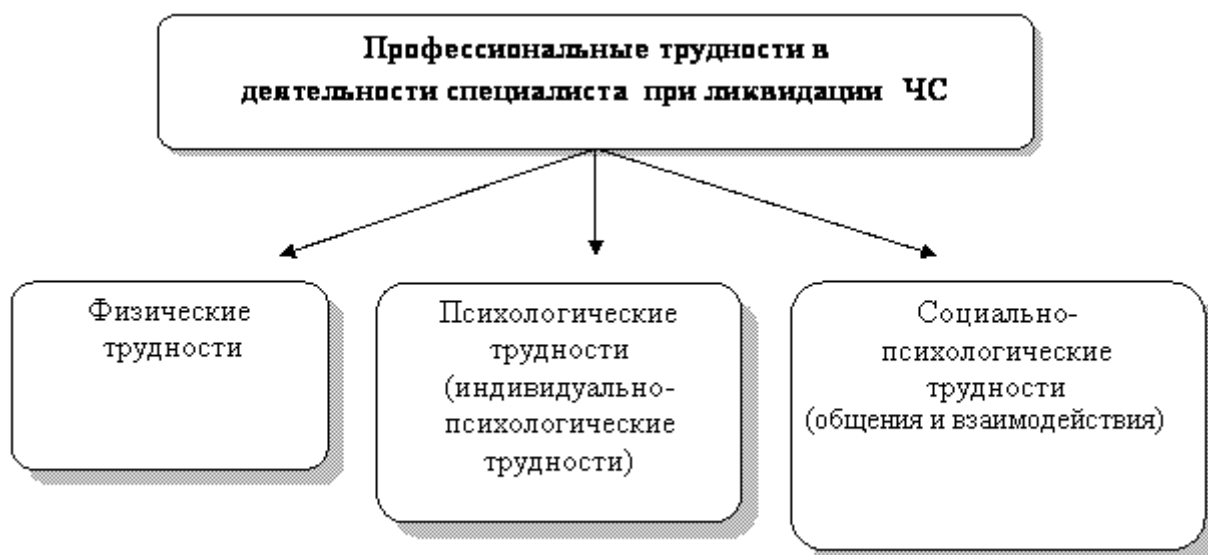 Профессиональные трудности в
деятельности специалиста при ликвидации ЧС
Физические
трудности
Психологические
трудности
(индивидуально-
психологические
трудности)
Социально-
психологические
трудности
(общения и взаимодействия)